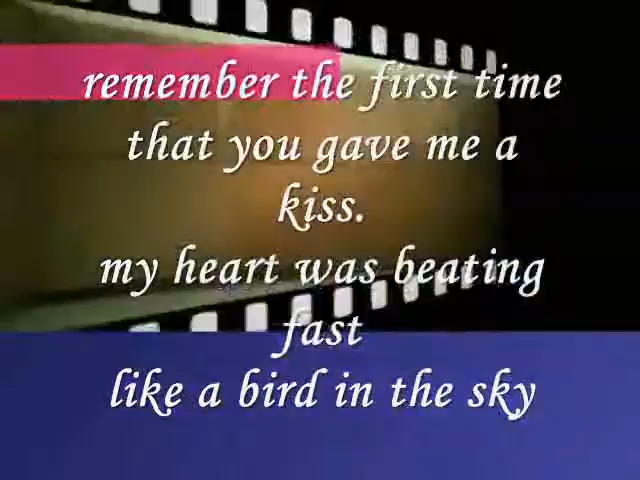 remember the first time
that you gave me a
kiss.
my heart was beating
fast
like a bird in the sky